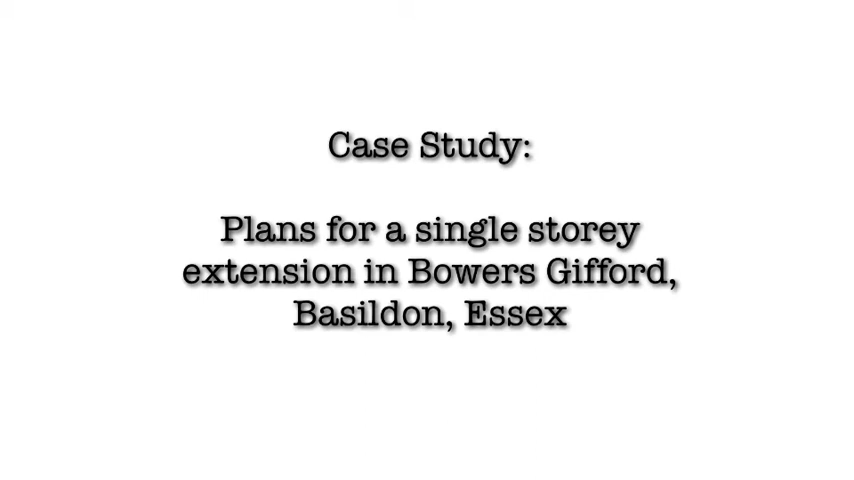 Case Study:
Plans for a single storey
extension in Bowers Gifford,
Basildon, Essex